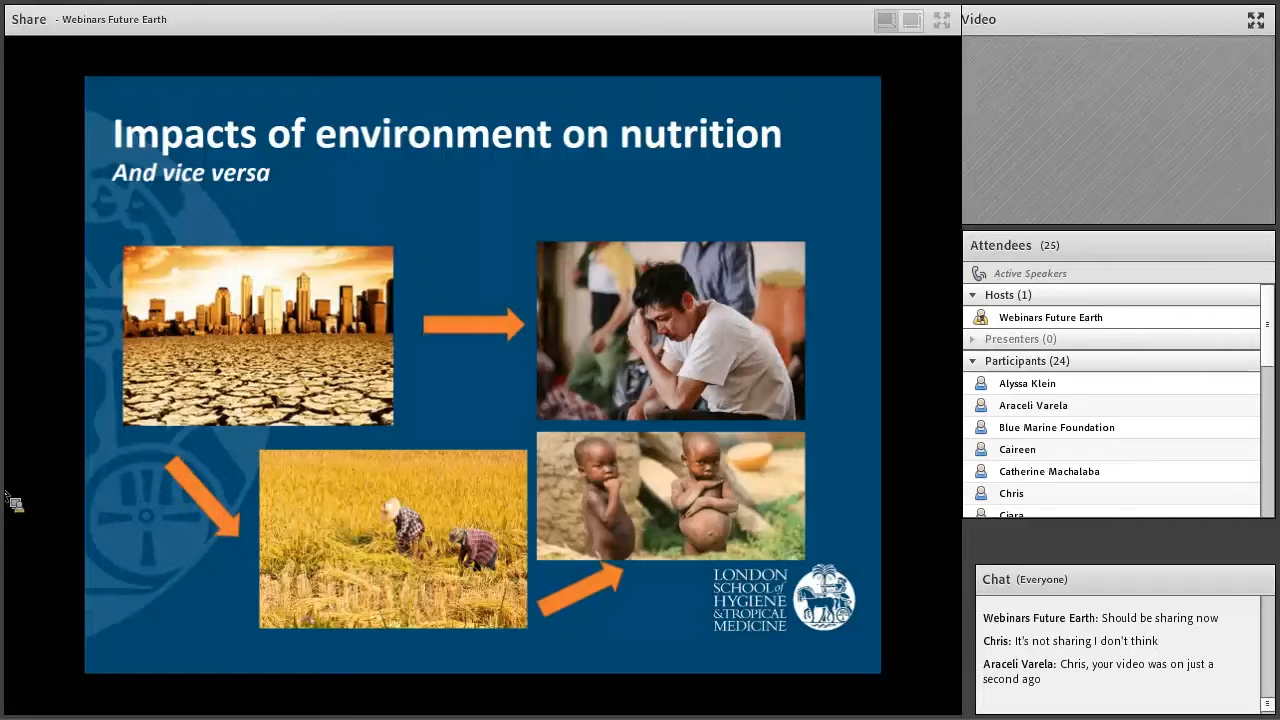 Share - Webinars Future Earth
Impacts of environment on nutrition
And vice versa
LONDON
SCHOOL of
HYGIENE
& TROPICAL
MEDICINE
Video
Attendees (25)
Active Speakers
Hosts (1)
Webinars Future Earth
Presenters (0)
Participants (24)
Alyssa Klein
Araceli Varela
Blue Marine Foundation
Caireen
Catherine Machalaba
Chris
Ciara
Chat (Everyone)
Webinars Future Earth: Should be sharing now
Chris: It's not sharing I don't think
Araceli Varela: Chris, your video was on just a
second ago